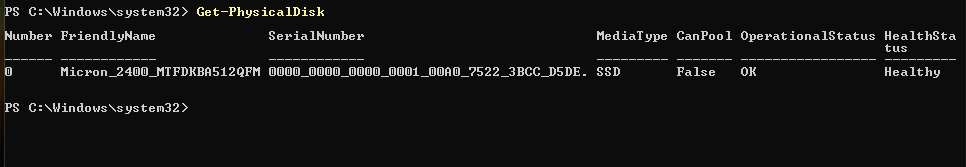 PS C:\Windows\system32> Get-PhysicalDisk
Number FriendlyName SerialNumber MediaType CanPool OperationalStatus HealthSta
tus
------ ------------ ------------ --------- ------- ----------------- ---------
0 Micron_2400_MTFDKBA512QFM 0000_0000_0000_0001_00A0_7522_3BCC_D5DE. SSD False OK Healthy
PS C:\Windows\system32>